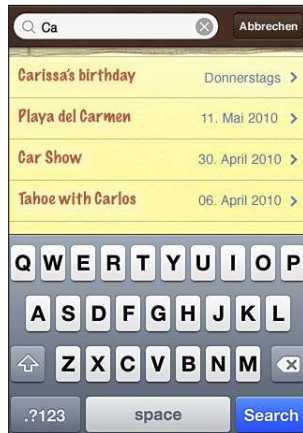 Ca
Abbrechen
Carissa's birthday Donnerstags
Playa del Carmen 11. Mai 2010
Car Show 30. April 2010
Tahoe with Carlos 06. April 2010
Q W E R T Y U I O P
A S D F G H J K L
Z X C V B N M
.?123 space Search